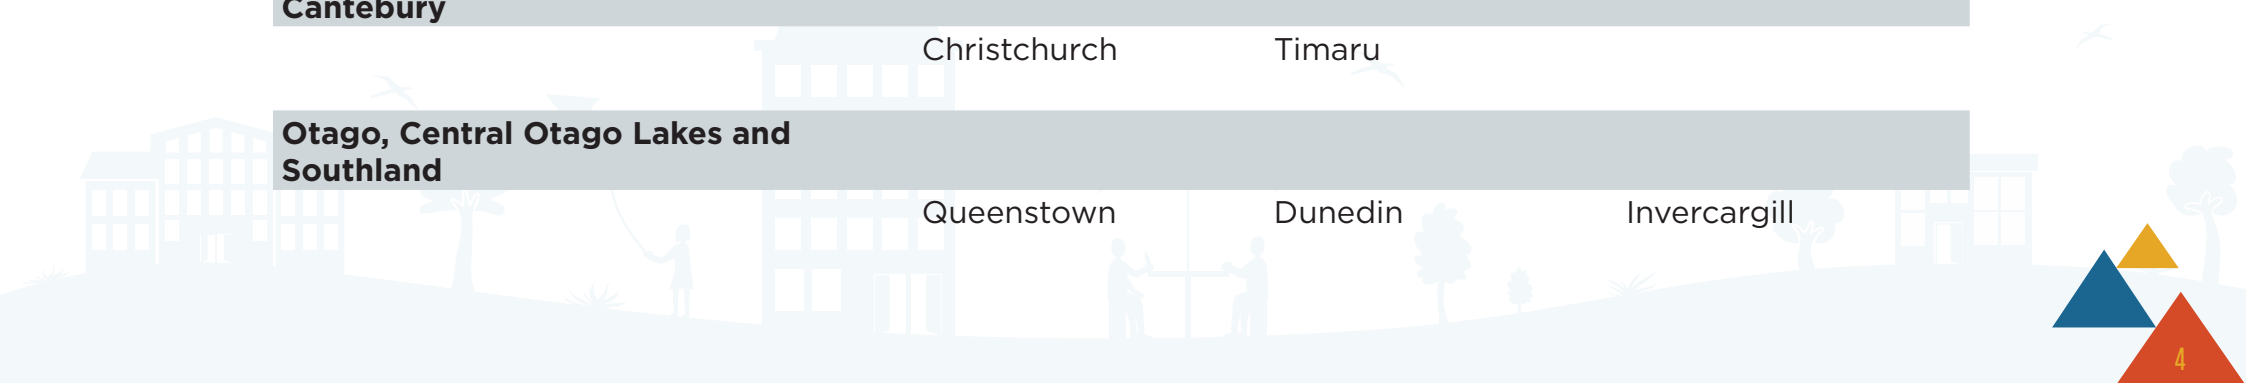 Cantebury
Christchurch Timaru
Otago, Central Otago Lakes and
Southland
Queenstown Dunedin Invercargill
4